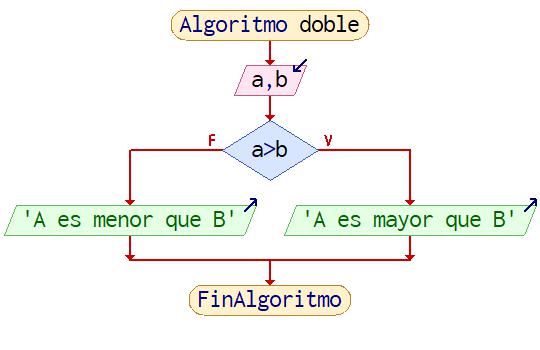 Algoritmo doble
a,b
a>b
F
V
'A es menor que B'
'A es mayor que B'
FinAlgoritmo